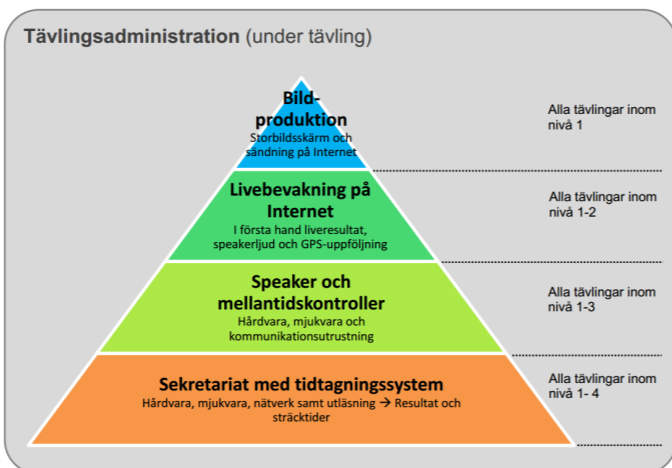 Tävlingsadministration (under tävling)
Bild-
produktion
Storbildsskärm och
sändning på Internet
Alla tävlingar inom
nivå 1
Livebevakning på
Internet
I första hand liveresultat,
speakerljud och GPS-uppföljning
Alla tävlingar inom
nivå 1-2
Speaker och
mellantidskontroller
Hårdvara, mjukvara och
kommunikationsutrustning
Alla tävlingar inom
nivå 1-3
Sekretariat med tidtagningssystem
Hårdvara, mjukvara, nätverk samt utläsning → Resultat och
sträcktider
Alla tävlingar inom
nivå 1- 4